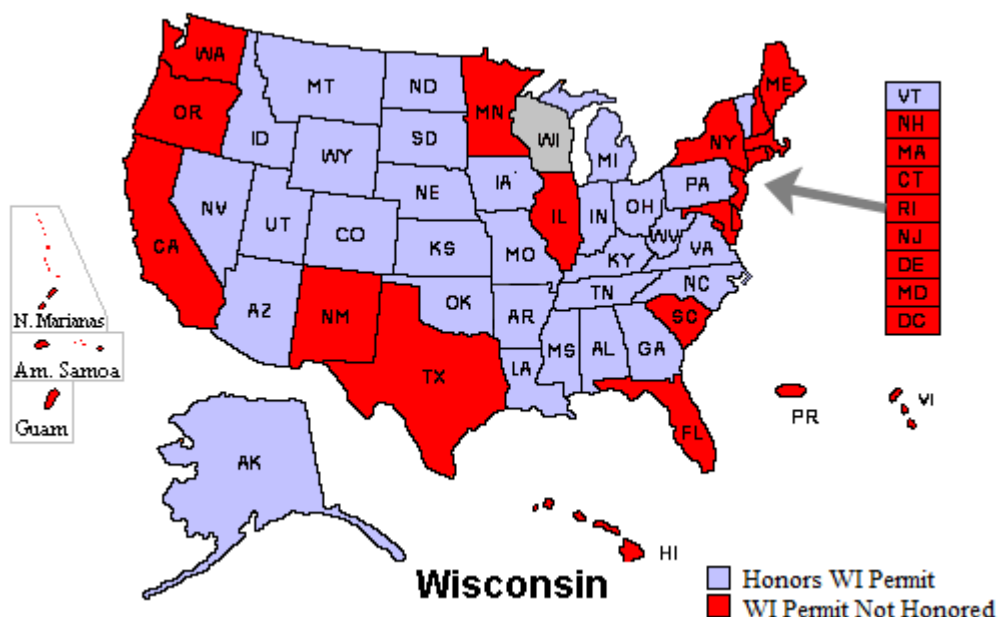 WA
MT
ND
MN
ME
VT
OR
ID
SD
WI
NY
NH
WY
MI
MA
IA
PA
CT
NE
NV
OH
RI
IL
IN
UT
CO
WV
NJ
CA
KS
MO
VA
KY
DE
NC
MD
TN
AZ
OK
NM
AR
SC
DC
N. Marianas
MS
AL
GA
LA
Am. Samoa
TX
VI
PR
Guam
FL
AK
HI
Wisconsin
Honors WI Permit
WI Permit Not Honored